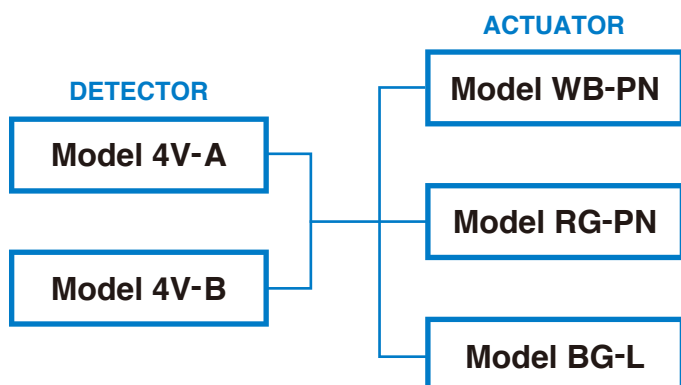 ACTUATOR
DETECTOR
Model WB-PN
Model 4V-A
Model RG-PN
Model 4V-B
Model BG-L